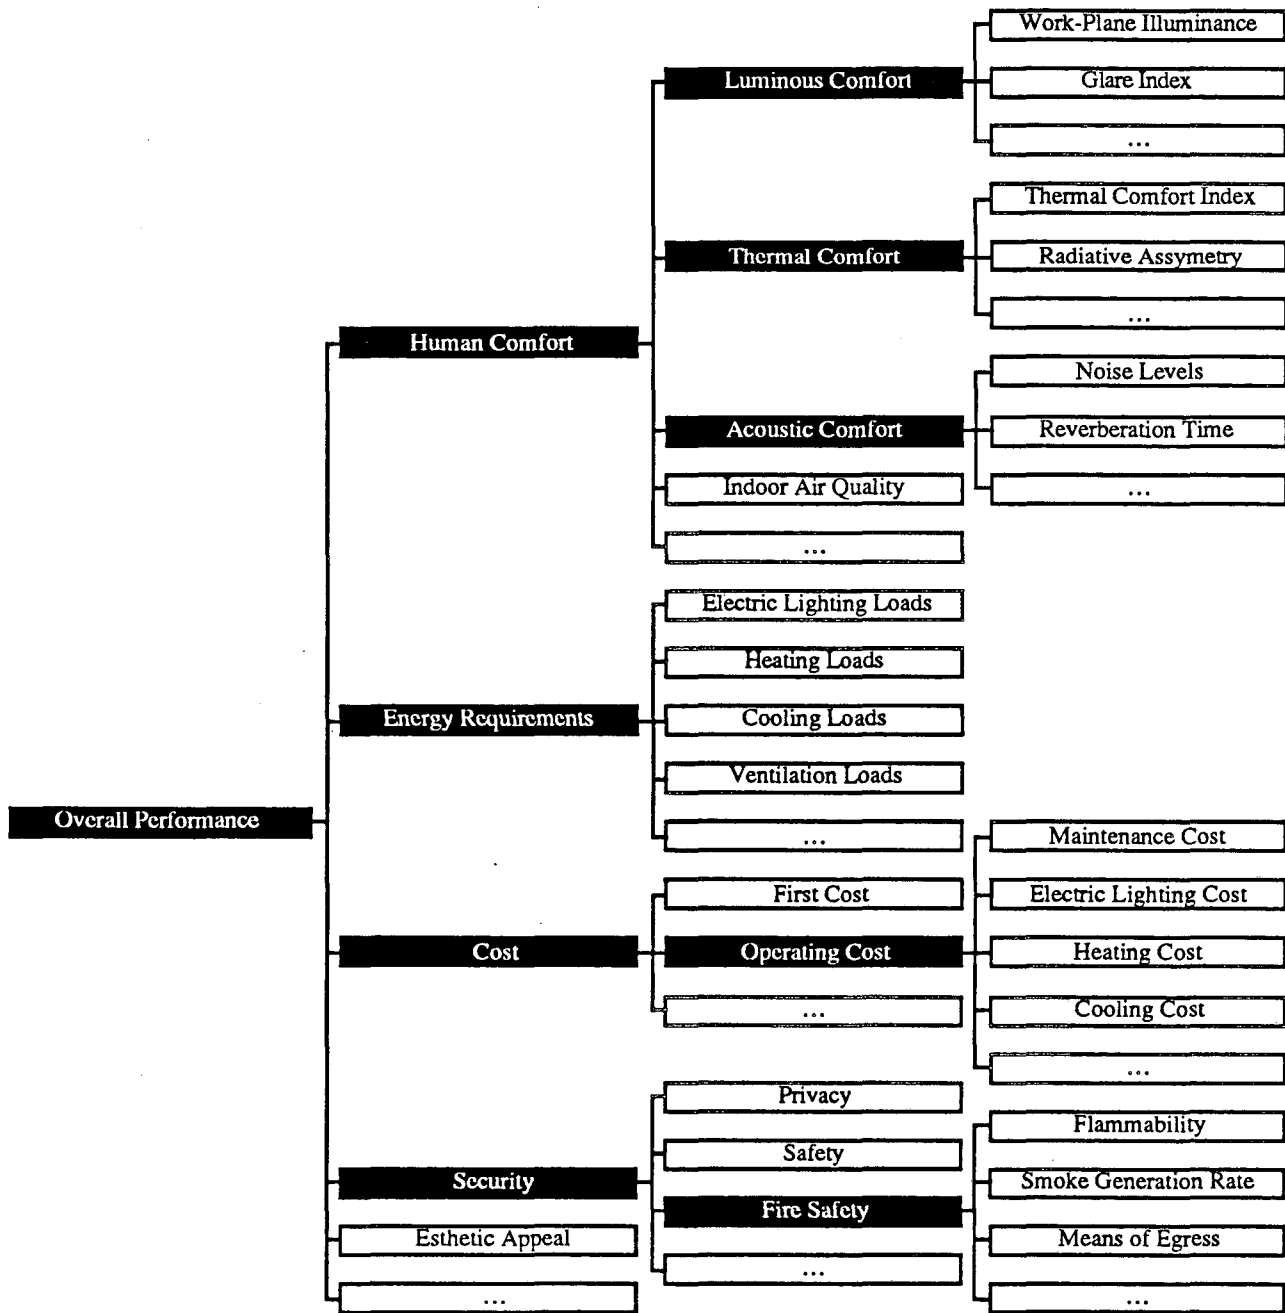 Work-Plane Illuminance
Luminous Comfort
Glare Index
...
Thermal Comfort Index
Thermal Comfort
Radiative Assymetry
...
Human Comfort
Noise Levels
Acoustic Comfort
Reverberation Time
Indoor Air Quality
...
...
Electric Lighting Loads
Heating Loads
Energy Requirements
Cooling Loads
Ventilation Loads
Overall Performance
...
Maintenance Cost
First Cost
Electric Lighting Cost
Cost
Operating Cost
Heating Cost
...
Cooling Cost
...
Privacy
Flammability
Safety
Security
Smoke Generation Rate
Fire Safety
Esthetic Appeal
Means of Egress
...
...
...